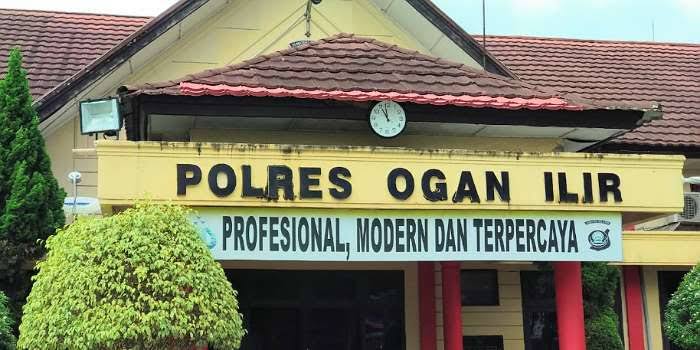 POLRES OGAN ILIR
PROFESIONAL, MODERN DAN TERPERCAYA